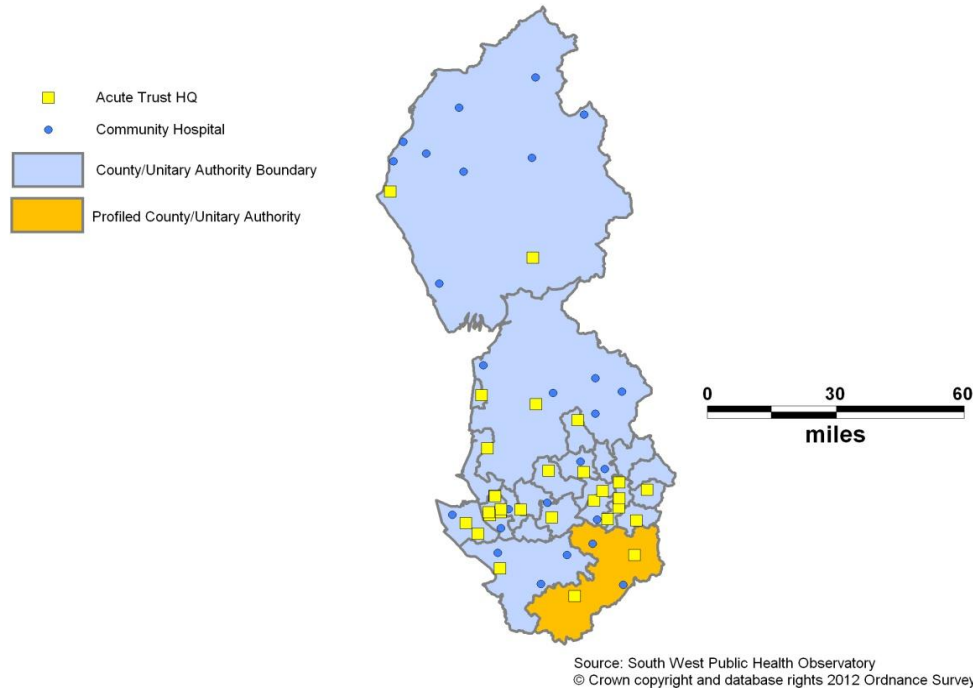 Acute Trust HQ
Community Hospital
County/Unitary Authority Boundary
Profiled County/Unitary Authority
0 30 60
miles
Source: South West Public Health Observatory
© Crown copyright and database rights 2012 Ordnance Survey